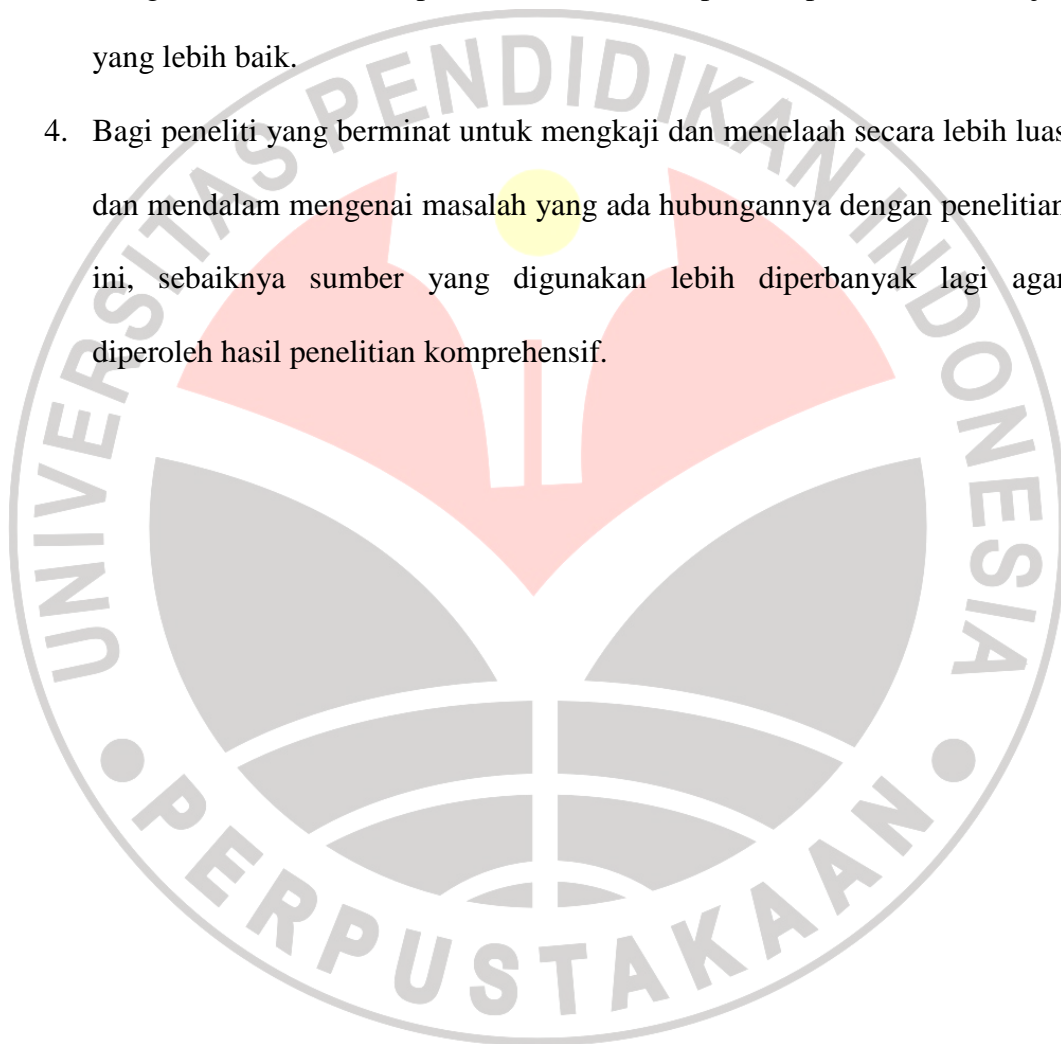 yang lebih baik.
4. Bagi peneliti yang berminat untuk mengkaji dan menelaah secara lebih luas
dan mendalam mengenai masalah yang ada hubungannya dengan penelitian
ini, sebaiknya sumber yang digunakan lebih diperbanyak lagi agar
diperoleh hasil penelitian komprehensif.
UNIVERSITAS PENDIDIKAN INDONESIA
PERPUSTAKAAN